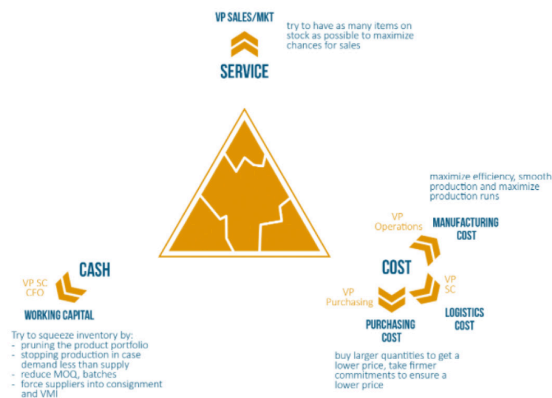 VP SALES/MKT
try to have as many items on
stock as possible to maximize
chances for sales
SERVICE
maximize efficiency, smooth
production and maximize
production runs
VP
Operations
MANUFACTURING
COST
COST
VP
SC
VP
Purchasing
LOGISTICS
COST
PURCHASING
COST
buy larger quantities to get a
lower price, take firmer
commitments to ensure a
lower price
CASH
VP SC
CFO
WORKING CAPITAL
Try to squeeze inventory by:
- pruning the product portfolio
- stopping production in case
demand less than supply
- reduce MOQ, batches
- force suppliers into consignment
and VMI